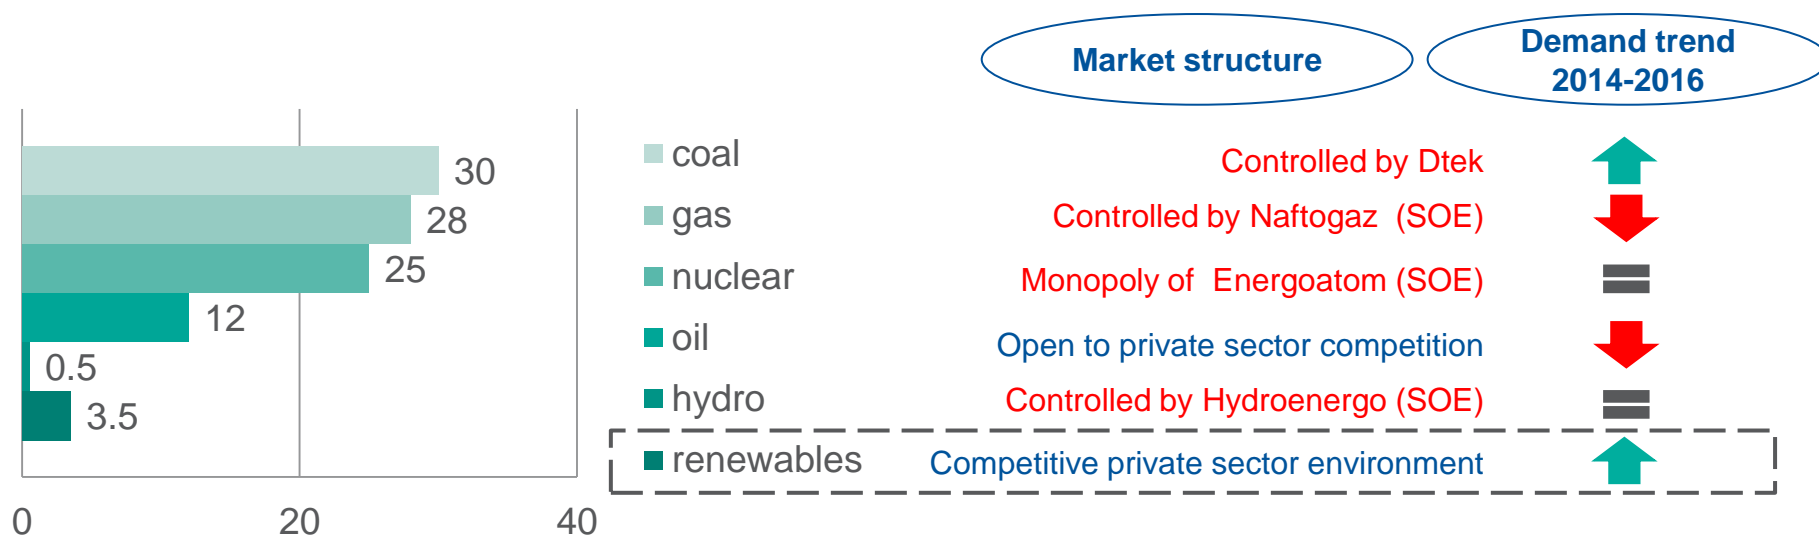 Market structure
Demand trend
2014-2016
30
28
25
12
0.5
3.5
0
20
40
coal
Controlled by Dtek
gas
Controlled by Naftogaz (SOE)
nuclear
Monopoly of Energoatom (SOE)
oil
Open to private sector competition
hydro
Controlled by Hydroenergo (SOE)
renewables
Competitive private sector environment